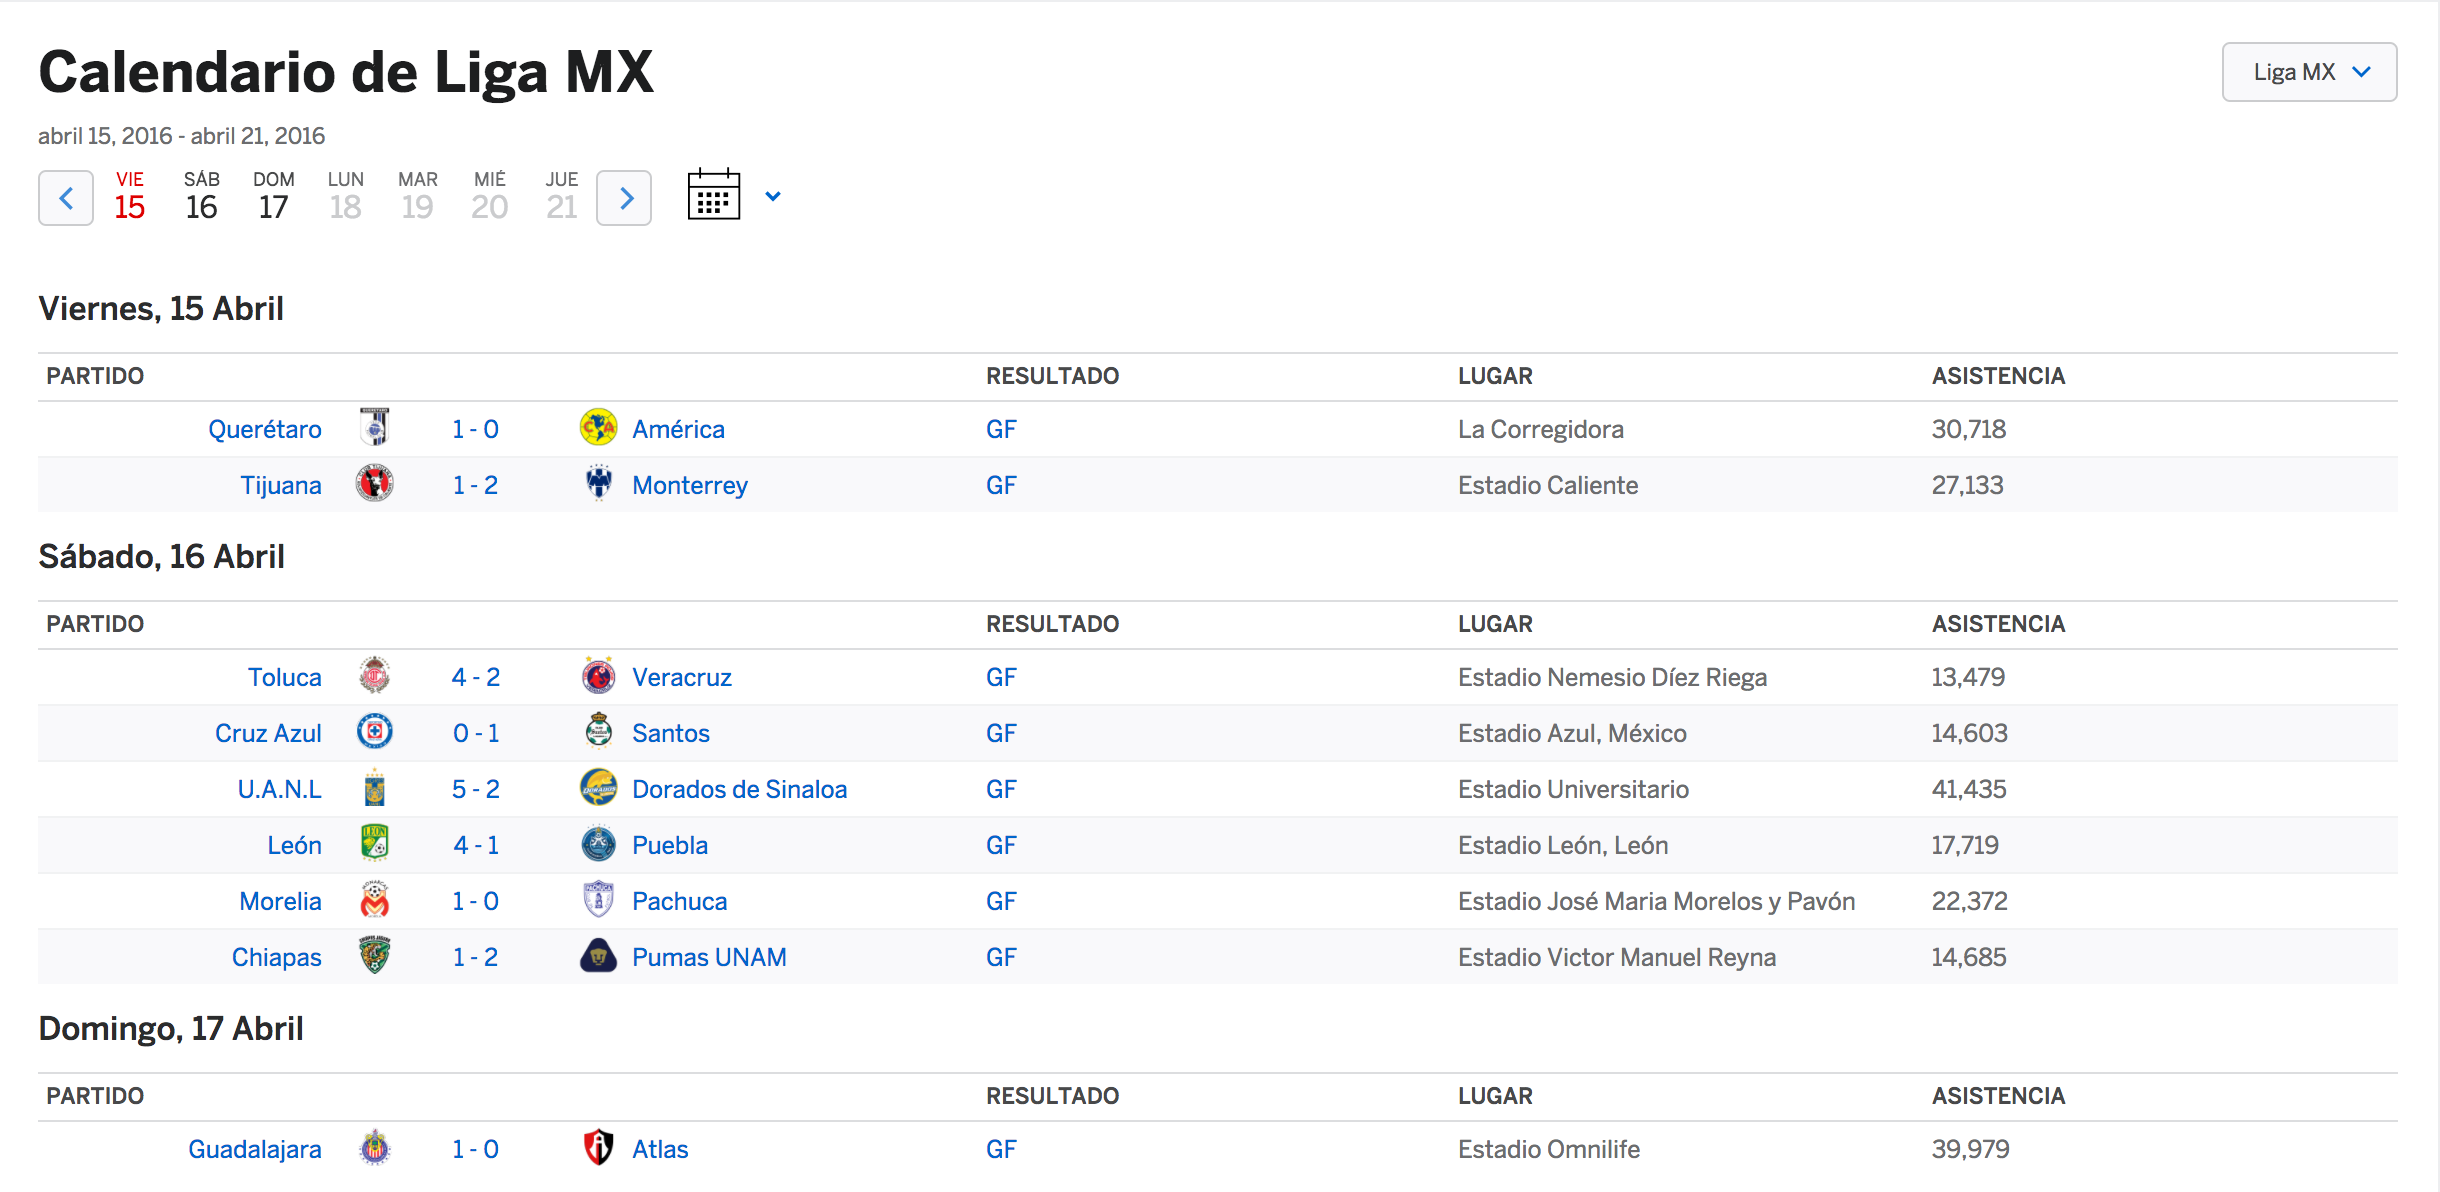 Calendario de Liga MX
Liga MX
abril 15, 2016 - abril 21, 2016
VIE SÁB DOM LUN MAR MIÉ JUE
15 16 17 18 19 20 21
Viernes, 15 Abril
PARTIDO RESULTADO LUGAR ASISTENCIA
Querétaro 1 - 0 América GF La Corregidora 30,718
Tijuana 1 - 2 Monterrey GF Estadio Caliente 27,133
Sábado, 16 Abril
PARTIDO RESULTADO LUGAR ASISTENCIA
Toluca 4 - 2 Veracruz GF Estadio Nemesio Díez Riega 13,479
Cruz Azul 0 - 1 Santos GF Estadio Azul, México 14,603
U.A.N.L 5 - 2 Dorados de Sinaloa GF Estadio Universitario 41,435
León 4 - 1 Puebla GF Estadio León, León 17,719
Morelia 1 - 0 Pachuca GF Estadio José Maria Morelos y Pavón 22,372
Chiapas 1 - 2 Pumas UNAM GF Estadio Victor Manuel Reyna 14,685
Domingo, 17 Abril
PARTIDO RESULTADO LUGAR ASISTENCIA
Guadalajara 1 - 0 Atlas GF Estadio Omnilife 39,979